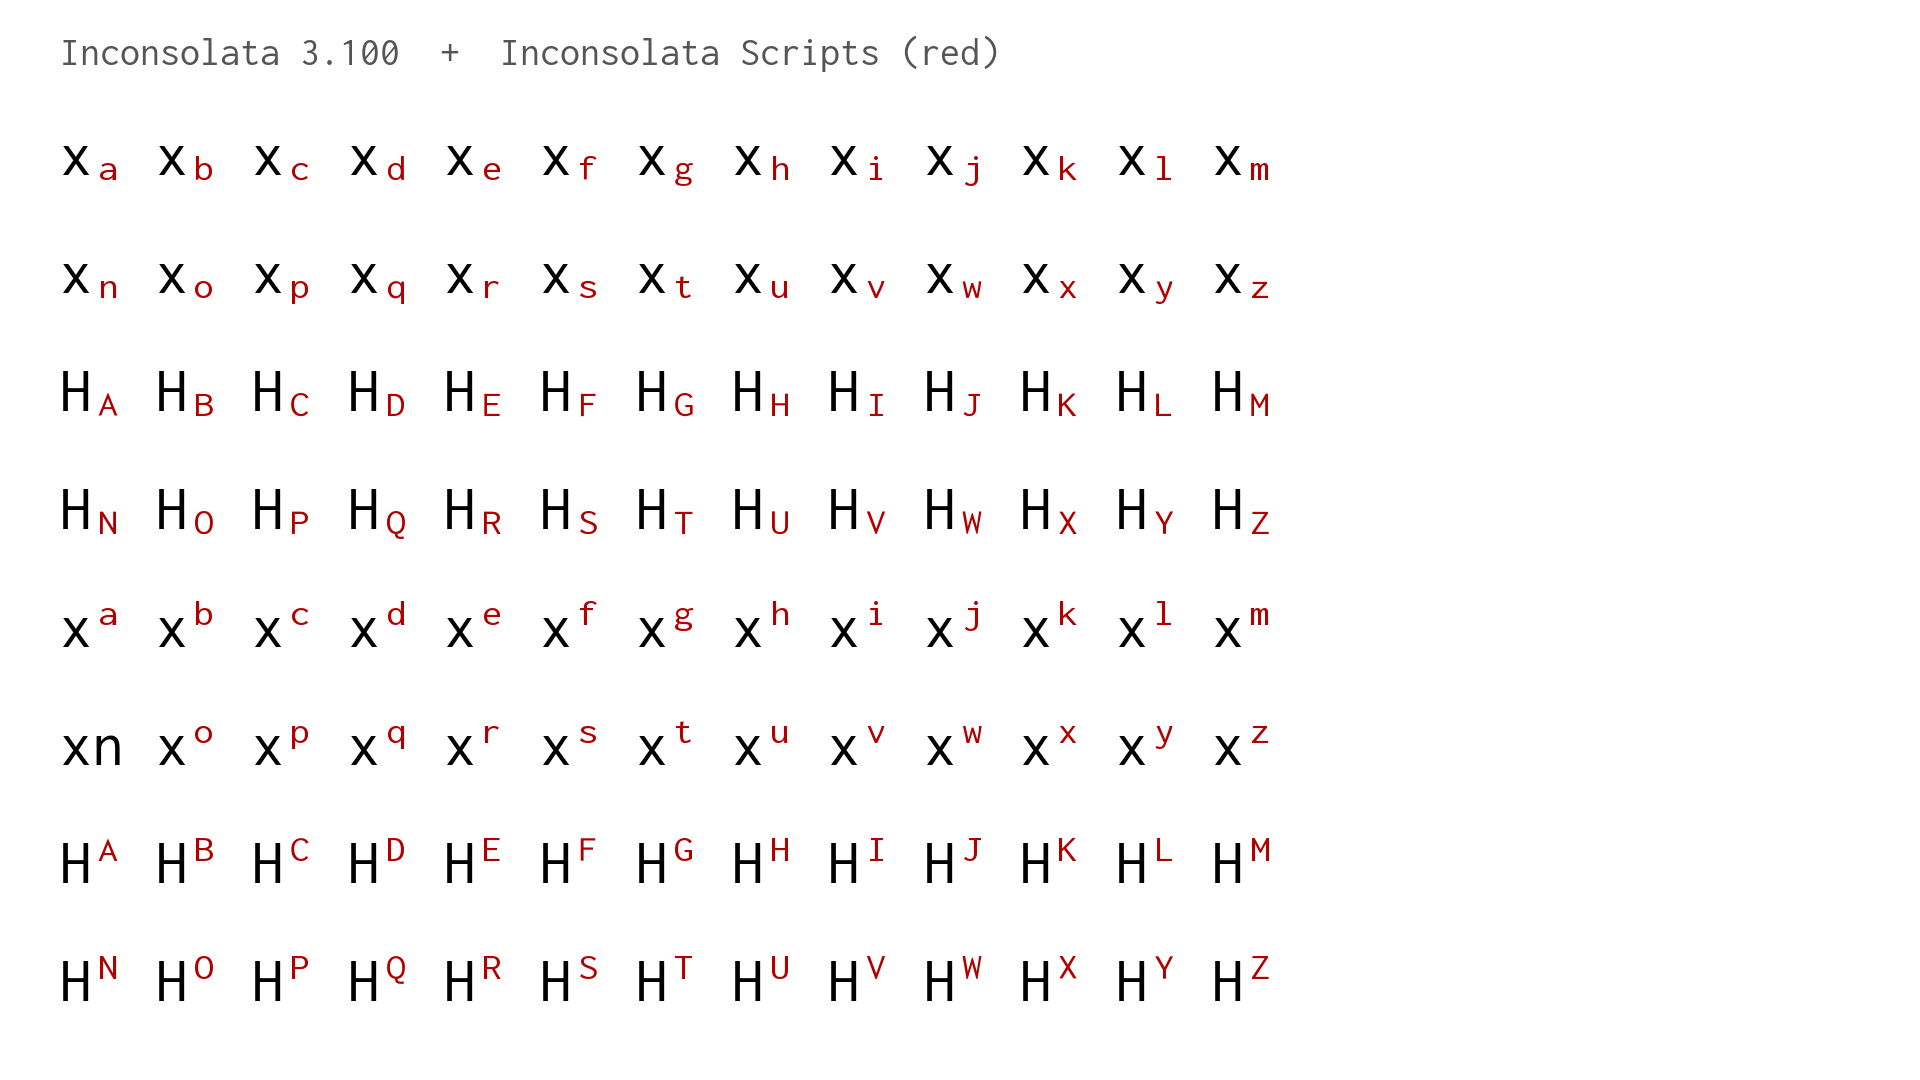 Inconsolata 3.100 + Inconsolata Scripts (red)
xₐ x_b x_c x_d xₑ x_f x_g xₕ xᵢ xⱼ xₖ xₗ xₘ
xₙ xₒ xₚ x_q xᵣ xₛ xₜ xᵤ xᵥ x_w xₓ x_y x_z
H_A H_B H_C H_D H_E H_F H_G H_H H_I H_J H_K H_L H_M
H_N H_O H_P H_Q H_R H_S H_T H_U H_V H_W H_X H_Y H_Z
xᵃ xᵇ xᶜ xᵈ xᵉ xᶠ xᵍ xʰ xⁱ xʲ xᵏ xˡ xᵐ
xn xᵒ xᵖ x^q xʳ xˢ xᵗ xᵘ xᵛ xʷ xˣ xʸ xᶻ
Hᴬ Hᴮ H^C Hᴰ Hᴱ H^F Hᴳ Hᴴ Hᴵ Hᴶ Hᴷ Hᴸ Hᴹ
Hᴺ Hᴼ Hᴾ H^Q Hᴿ H^S Hᵀ Hᵁ Hⱽ Hᵂ H^X H^Y H^Z